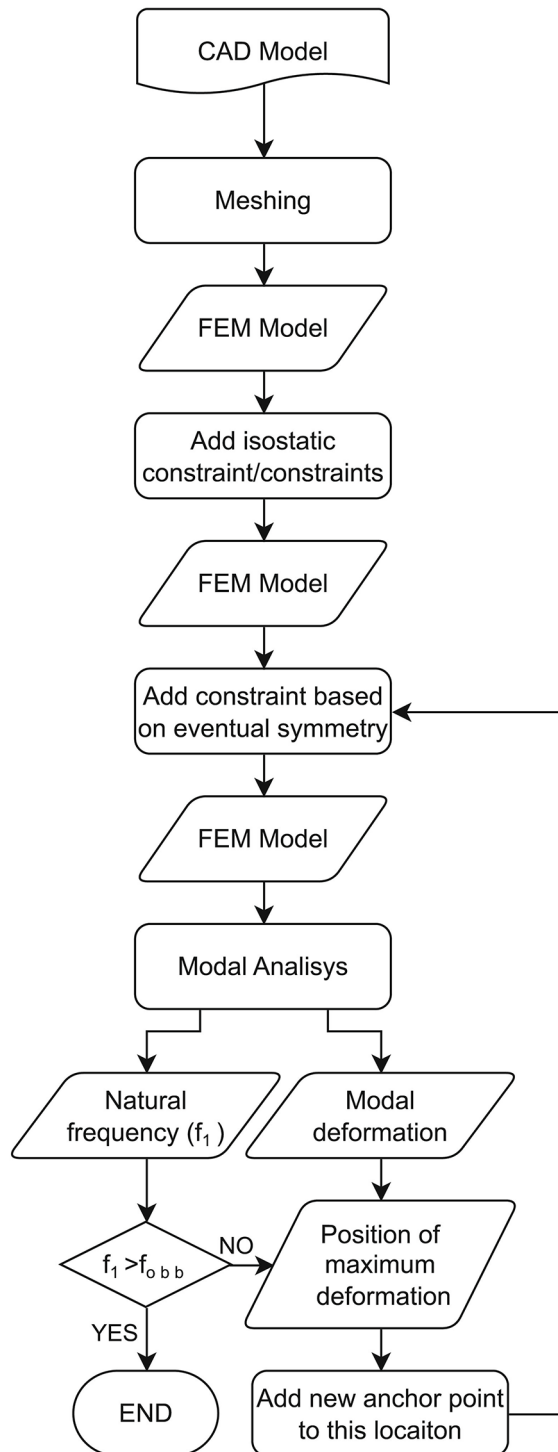 CAD Model
Meshing
FEM Model
Add isostatic
constraint/constraints
FEM Model
Add constraint based
on eventual symmetry
FEM Model
Modal Analisys
Natural
frequency (f₁ )
Modal
deformation
f₁ >fₒ b b
NO
YES
Position of
maximum
deformation
END
Add new anchor point
to this locaiton